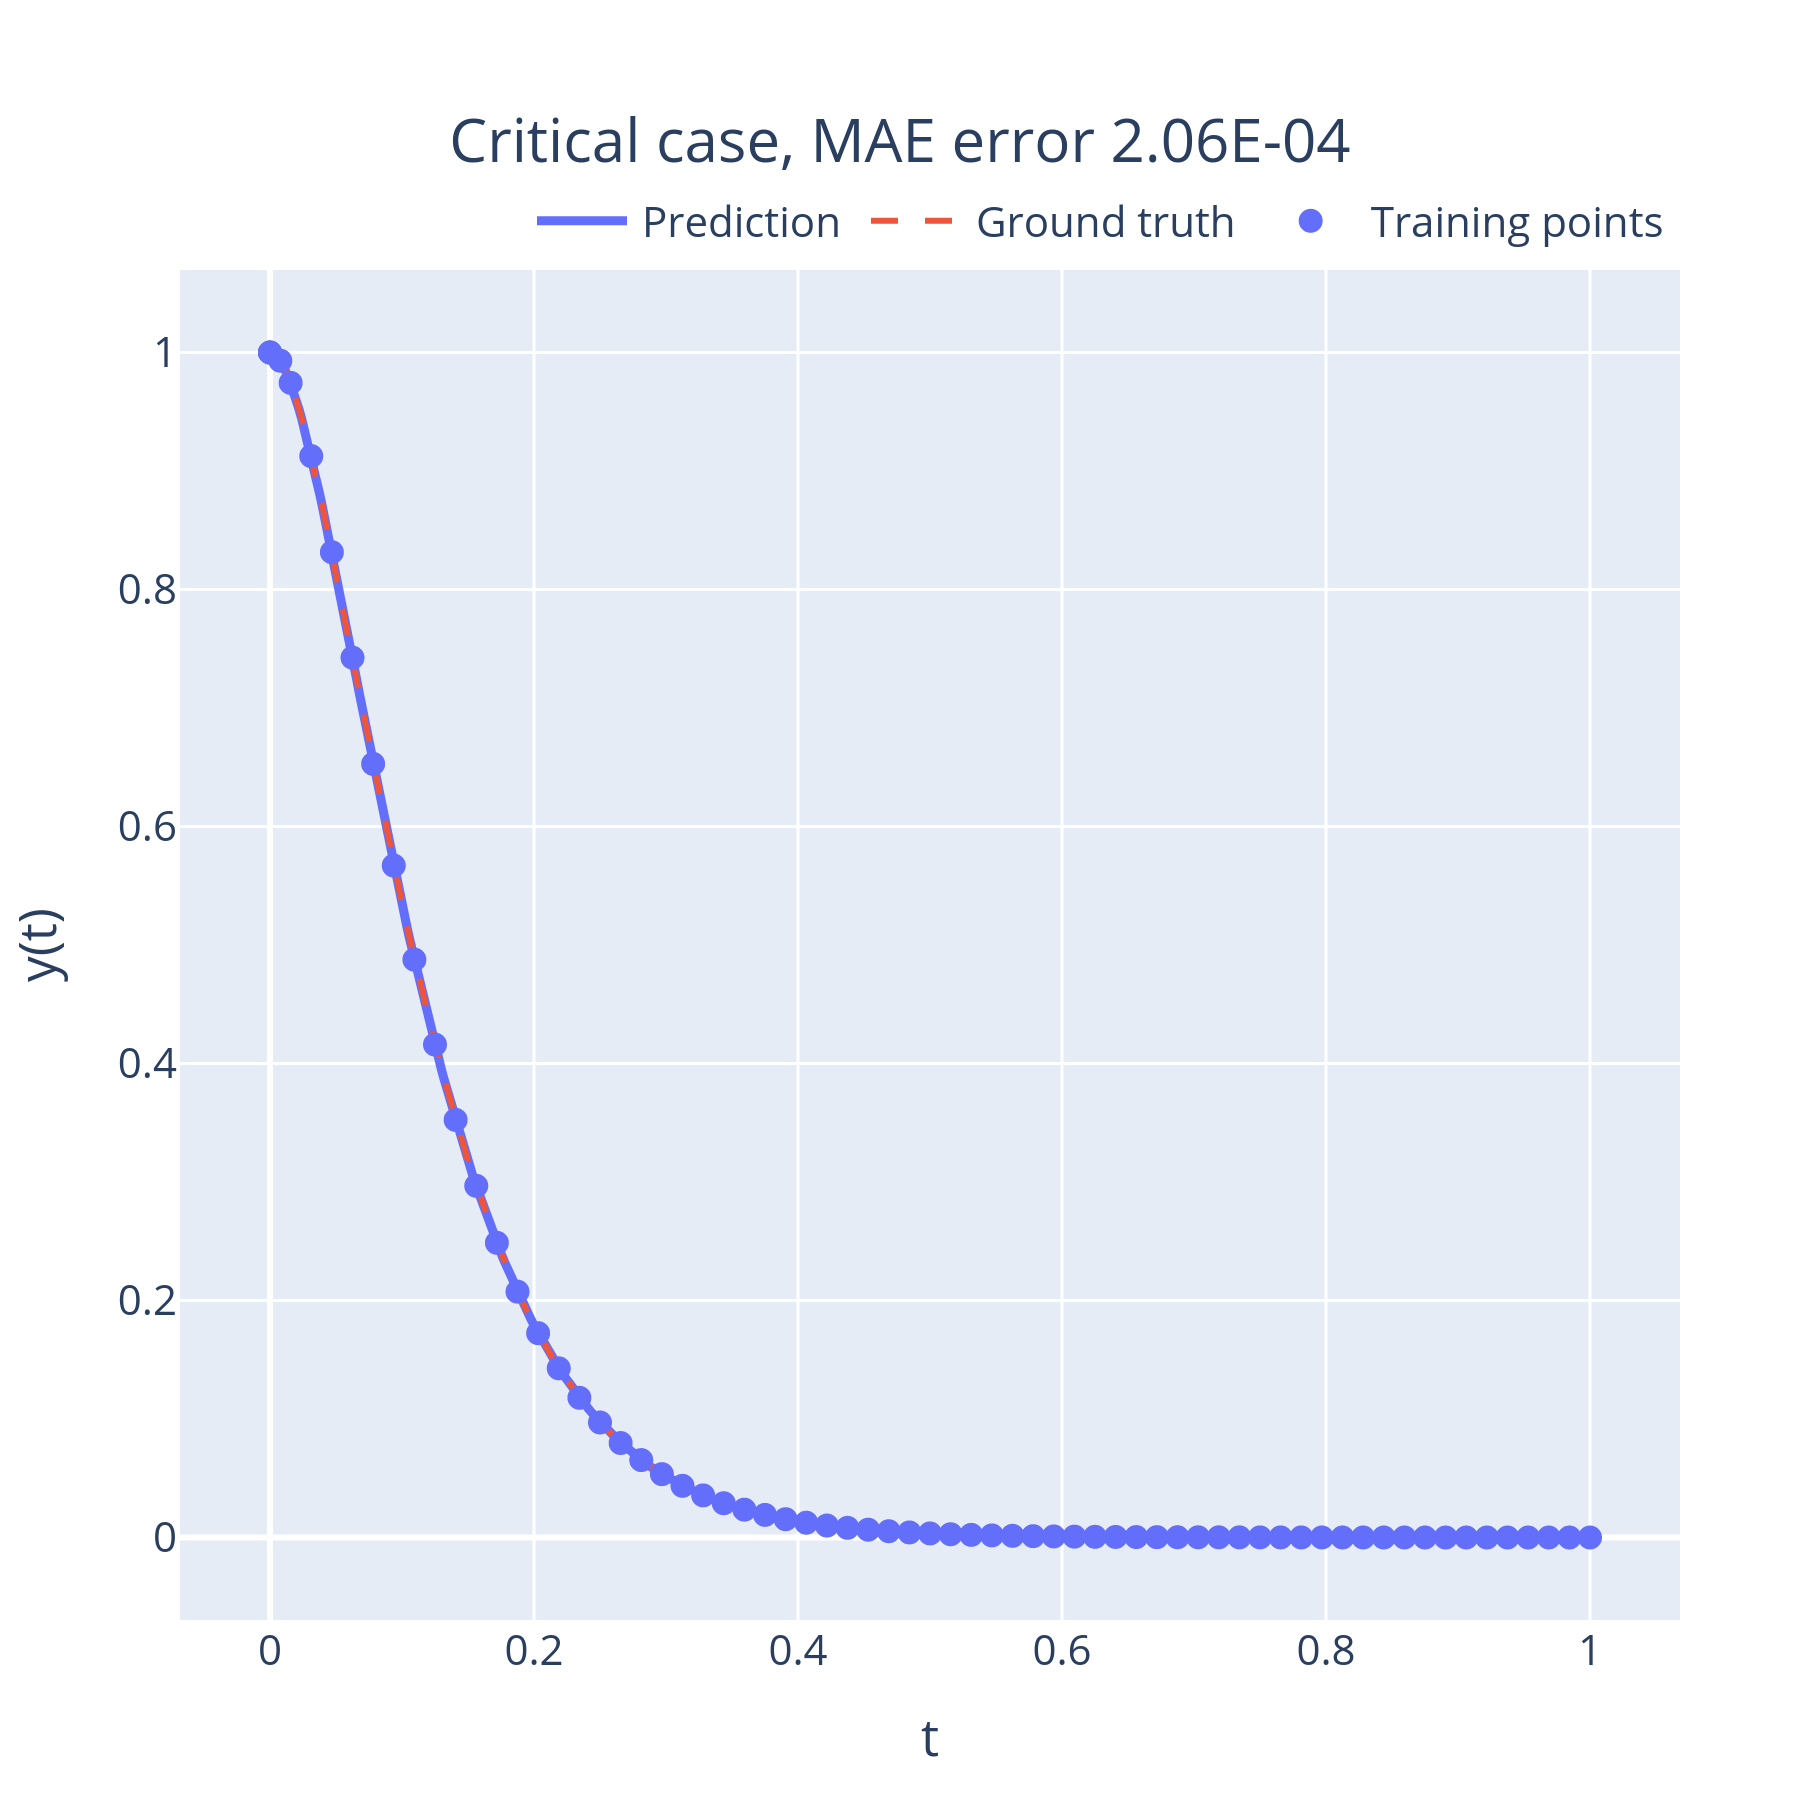 Critical case, MAE error 2.06E-04
Prediction Ground truth Training points
1
0.8
0.6
0.4
0.2
0
y(t)
0 0.2 0.4 0.6 0.8 1
t